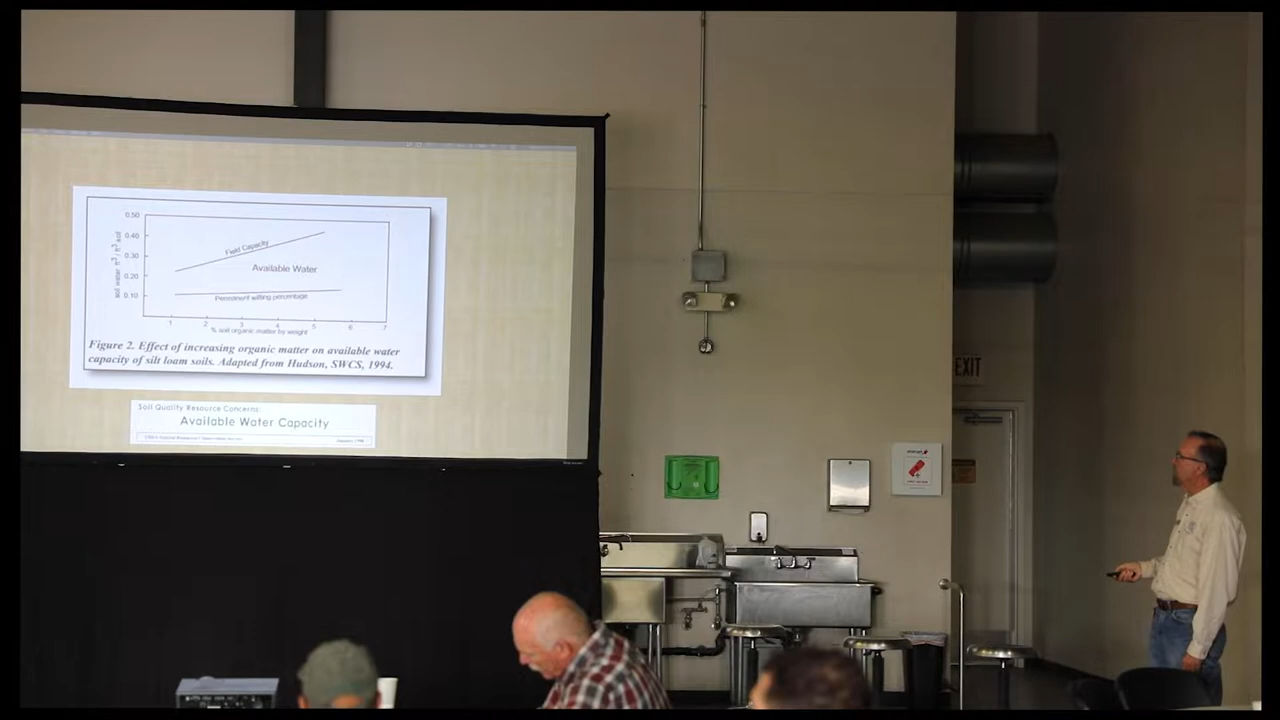 0.50
0.40
0.30
0.20
0.10
soil water ft³ / ft³ soil
Field Capacity
Available Water
Permanent wilting percentage
1 2 3 4 5 6 7
% soil organic matter by weight
Figure 2. Effect of increasing organic matter on available water
capacity of silt loam soils. Adapted from Hudson, SWCS, 1994.
Soil Quality Resource Concerns:
Available Water Capacity
January 1998
EXIT